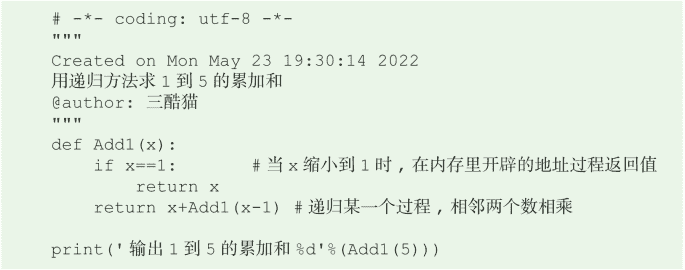 # -*- coding: utf-8 -*-
"""
Created on Mon May 23 19:30:14 2022
用递归方法求 1 到 5 的累加和
@author: 三酷猫
"""
def Add1(x):
    if x==1:        # 当 x 缩小到 1 时，在内存里开辟的地址过程返回值
        return x
    return x+Add1(x-1) # 递归某一个过程，相邻两个数相乘
print('输出 1 到 5 的累加和 %d'%(Add1(5)))